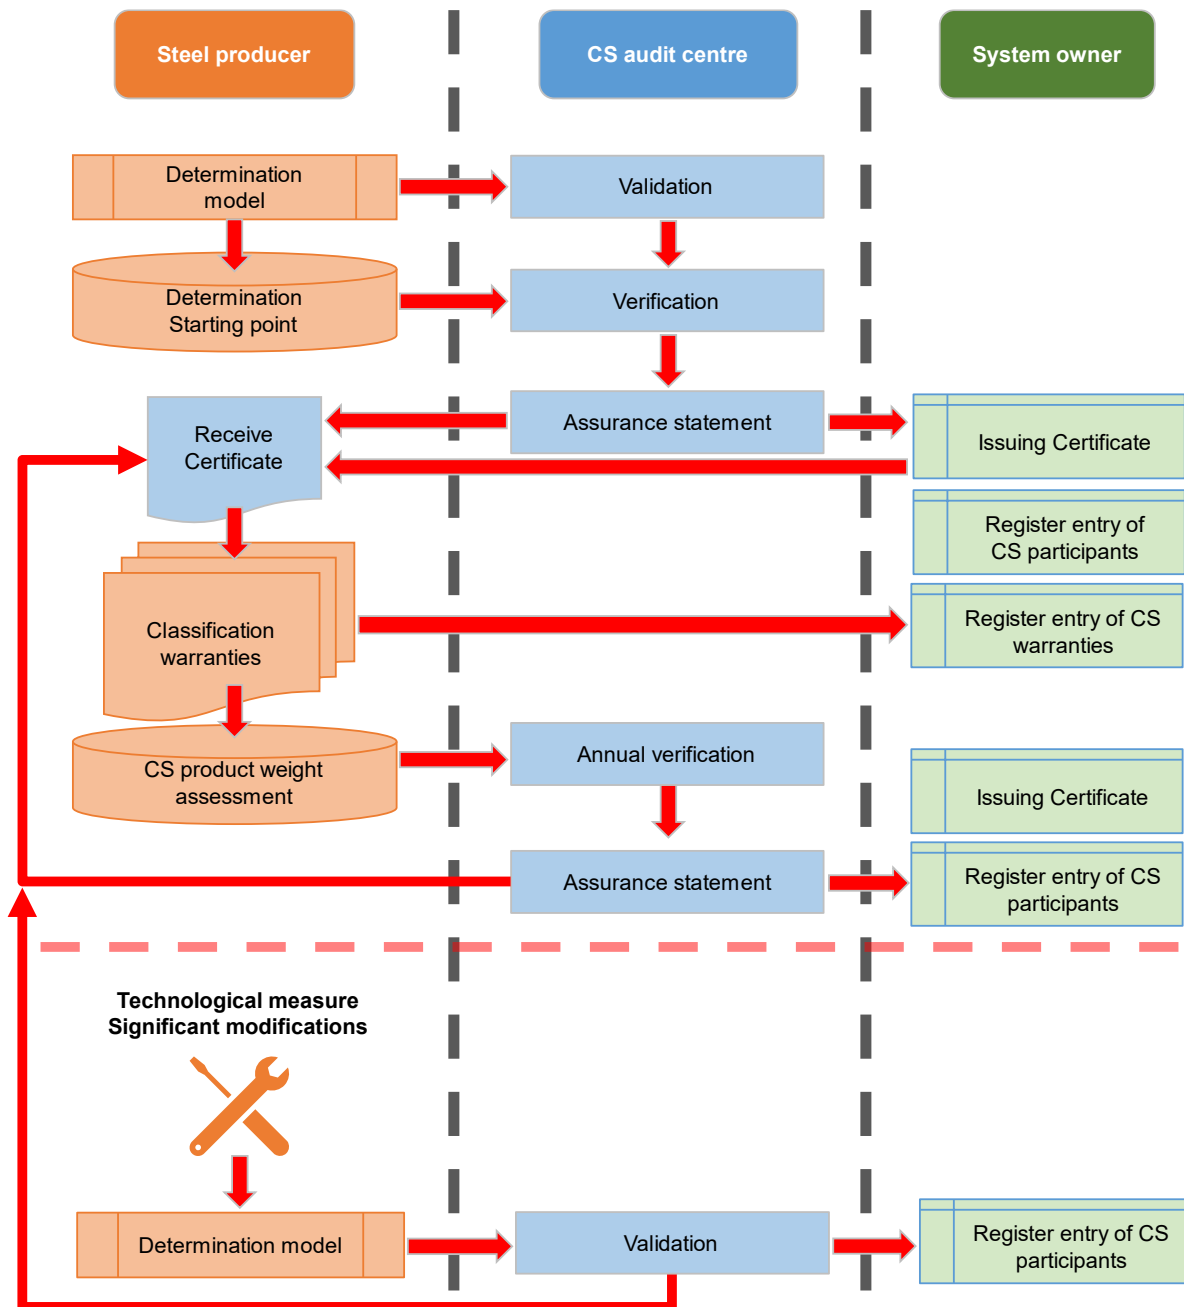 Steel producer
CS audit centre
System owner
Determination
model
Validation
Determination
Starting point
Verification
Receive
Certificate
Assurance statement
Issuing Certificate
Register entry of
CS participants
Classification
warranties
Register entry of CS
warranties
CS product weight
assessment
Annual verification
Issuing Certificate
Assurance statement
Register entry of CS
participants
Technological measure
Significant modifications
Determination model
Validation
Register entry of CS
participants